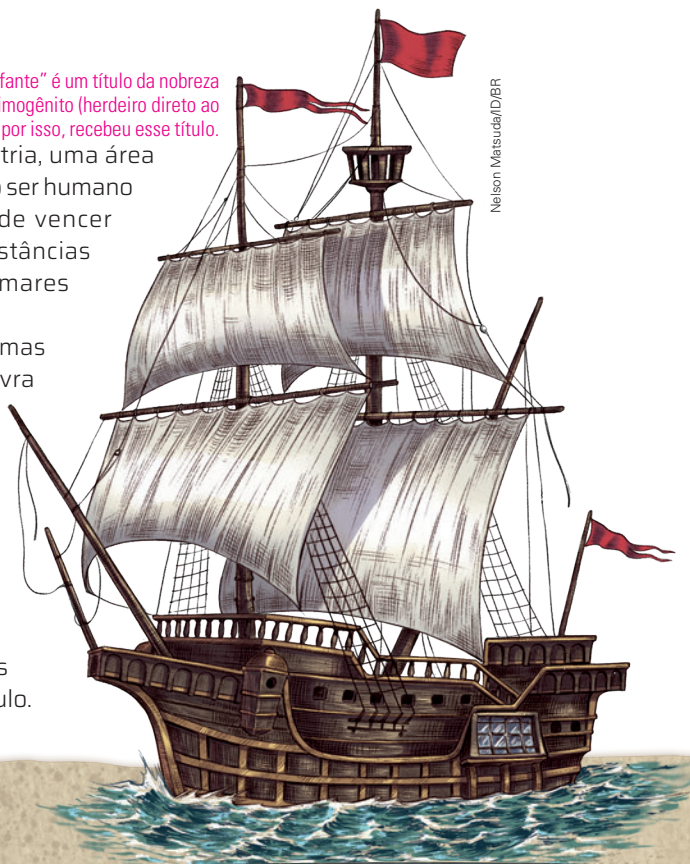 fante” é um título da nobreza
imogênito (herdeiro direto ao
por isso, recebeu esse título.
tria, uma área
ser humano
de vencer
stâncias
mares
mas
vra
s
ulo.
Nelson Matsuda/ID/BR